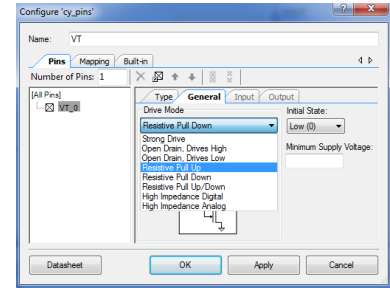 Configure 'cy_pins'
Name: VT
Pins Mapping Built-in
Number of Pins: 1
[All Pins]
VT_0
Type General Input Output
Drive Mode
Initial State:
Resistive Pull Down
Low (0)
Strong Drive
Open Drain, Drives High
Open Drain, Drives Low
Resistive Pull Up
Resistive Pull Down
Resistive Pull Up/Down
High Impedance Digital
High Impedance Analog
Minimum Supply Voltage:
Datasheet OK Apply Cancel